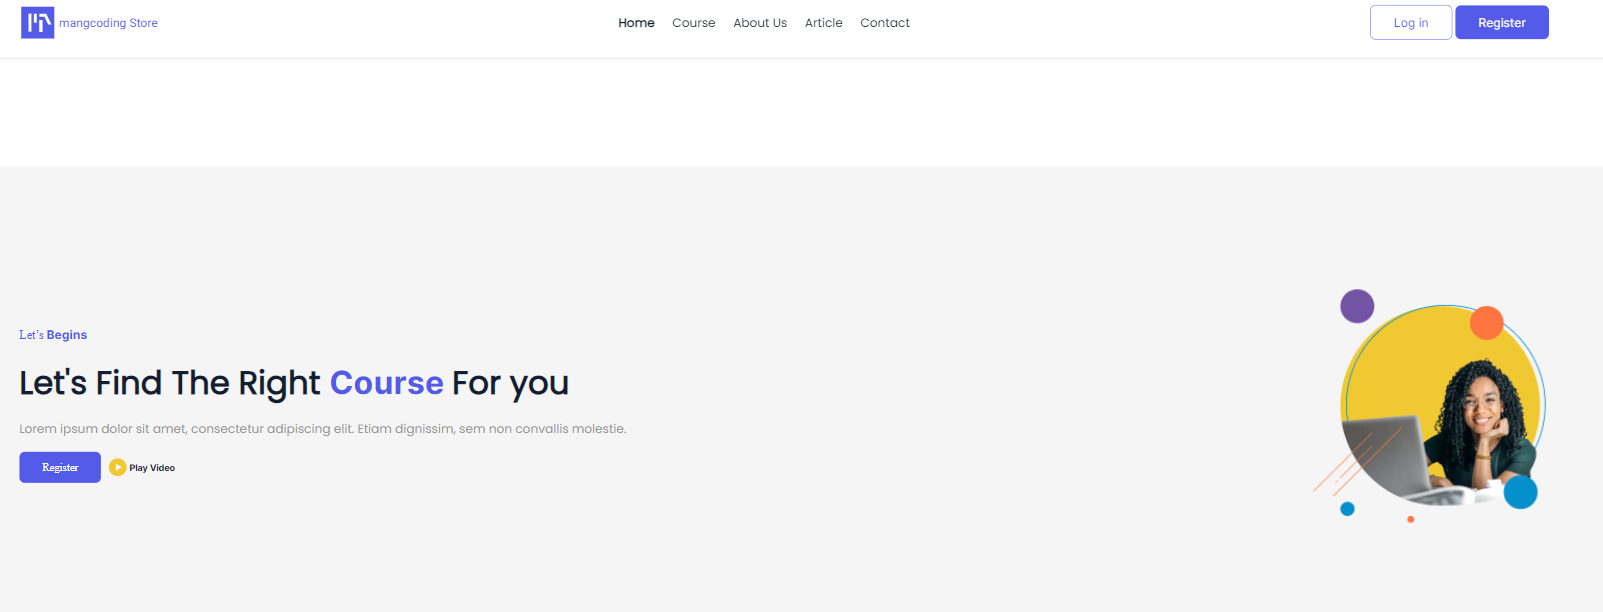 mangcoding Store
Home Course About Us Article Contact
Log in Register
Let's Begins
Let's Find The Right Course For you
Lorem ipsum dolor sit amet, consectetur adipiscing elit. Etiam dignissim, sem non convallis molestie.
Register Play Video